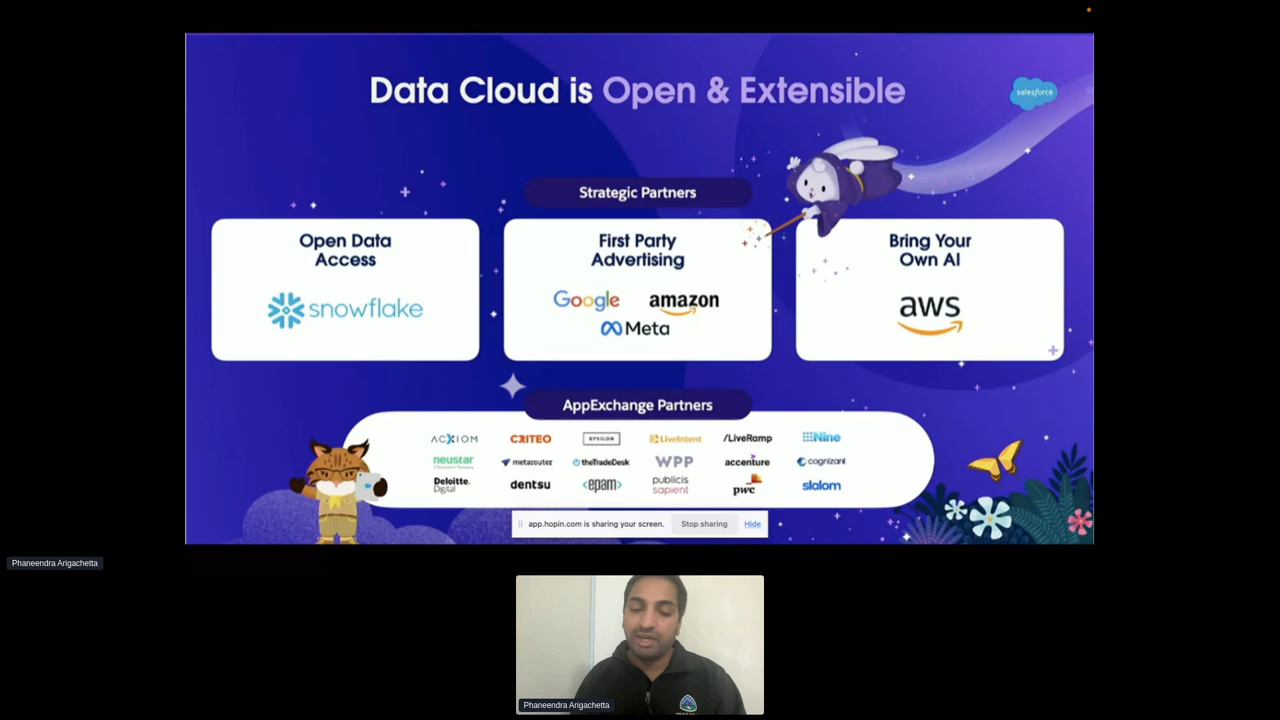 Data Cloud is Open & Extensible
salesforce
Strategic Partners
Open Data
Access
snowflake
First Party
Advertising
Google
amazon
Meta
Bring Your
Own AI
aws
AppExchange Partners
ACXIOM CRITEO EPSILON LiveIntent /LiveRamp Nine
neustar metarouter theTradeDesk WPP accenture cognizant
Deloitte.
Digital
dentsu <epam> publicis
sapient
pwc slalom
app.hopin.com is sharing your screen. Stop sharing Hide
Phaneendra Arigachetta
Phaneendra Arigachetta